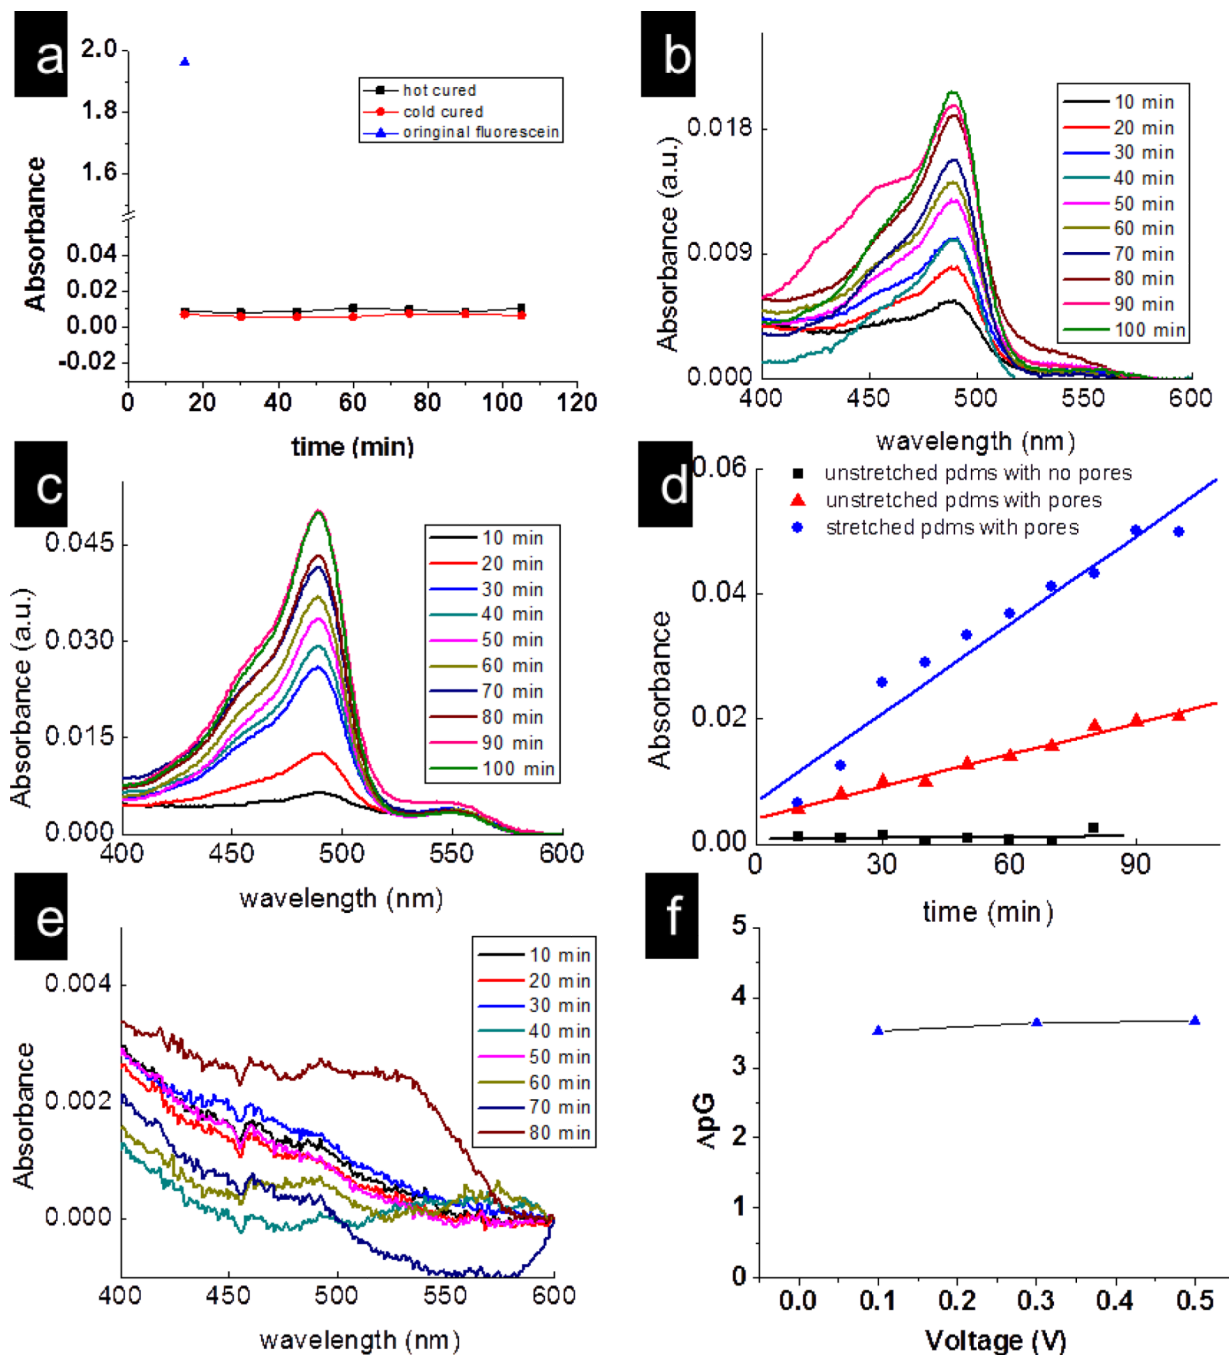 a
2.0
1.8
1.6
0.04
0.02
0.00
-0.02
Absorbance
hot cured
cold cured
oringinal fluorescein
0 20 40 60 80 100 120
time (min)
b
0.018
0.009
0.000
Absorbance (a.u.)
10 min
20 min
30 min
40 min
50 min
60 min
70 min
80 min
90 min
100 min
400 450 500 550 600
wavelength (nm)
c
0.045
0.030
0.015
0.000
Absorbance (a.u.)
10 min
20 min
30 min
40 min
50 min
60 min
70 min
80 min
90 min
100 min
400 450 500 550 600
wavelength (nm)
d
0.06
0.04
0.02
0.00
Absorbance
unstretched pdms with no pores
unstretched pdms with pores
stretched pdms with pores
0 30 60 90
time (min)
e
0.004
0.002
0.000
Absorbance
10 min
20 min
30 min
40 min
50 min
60 min
70 min
80 min
400 450 500 550 600
wavelength (nm)
f
5
4
3
2
1
0
ΛpG
0.0 0.1 0.2 0.3 0.4 0.5
Voltage (V)